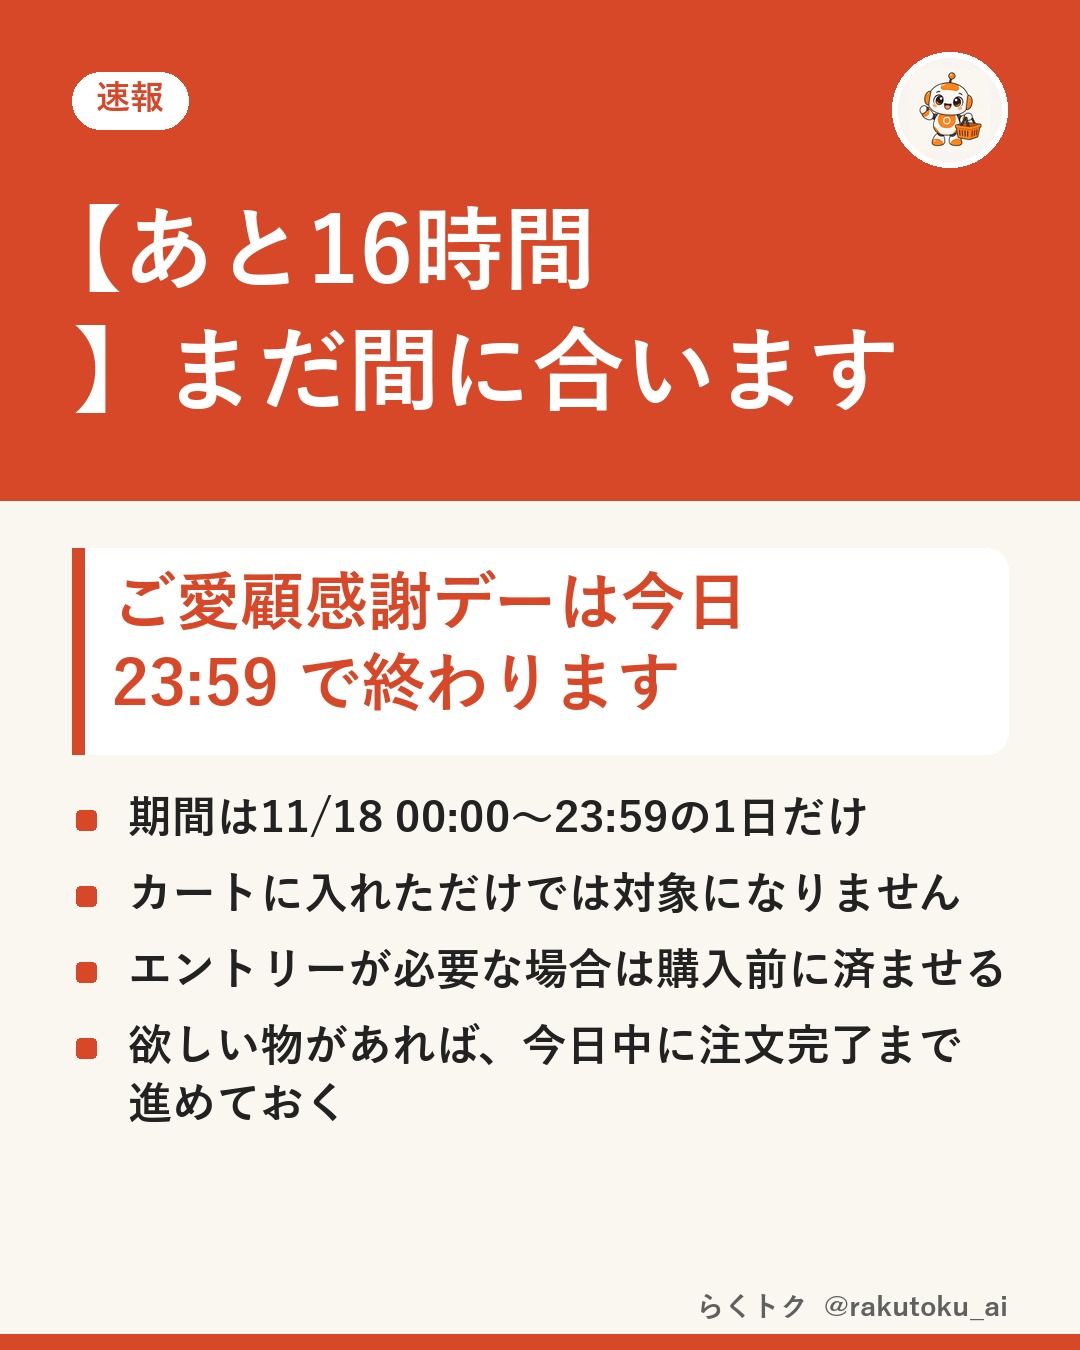 速報
【あと16時間
】まだ間に合います
ご愛顧感謝デーは今日
23:59 で終わります
期間は11/18 00:00〜23:59の1日だけ
カートに入れただけでは対象になりません
エントリーが必要な場合は購入前に済ませる
欲しい物があれば、今日中に注文完了まで
進めておく
らくトク @rakutoku_ai